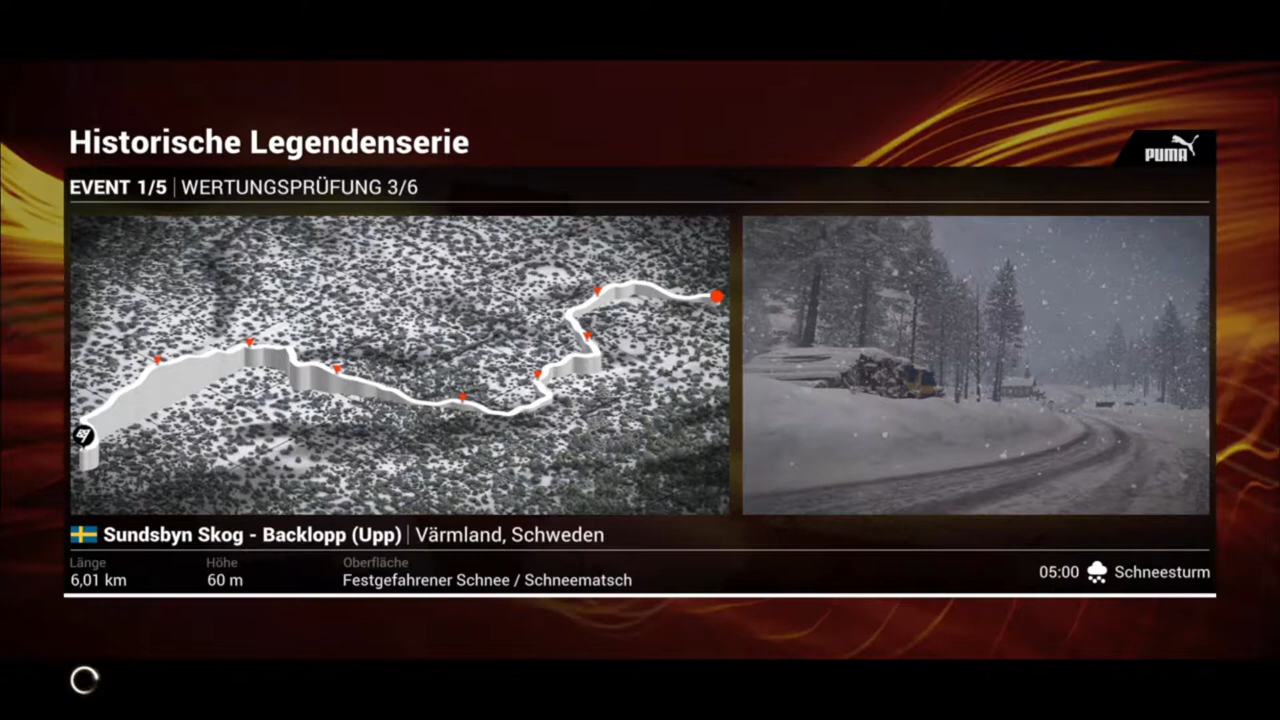 Historische Legendenserie
PUMA
EVENT 1/5 | WERTUNGSPRÜFUNG 3/6
Sundsbyn Skog - Backlopp (Upp) | Värmland, Schweden
Länge Höhe Oberfläche
6,01 km 60 m Festgefahrener Schnee / Schneematsch
05:00 Schneesturm